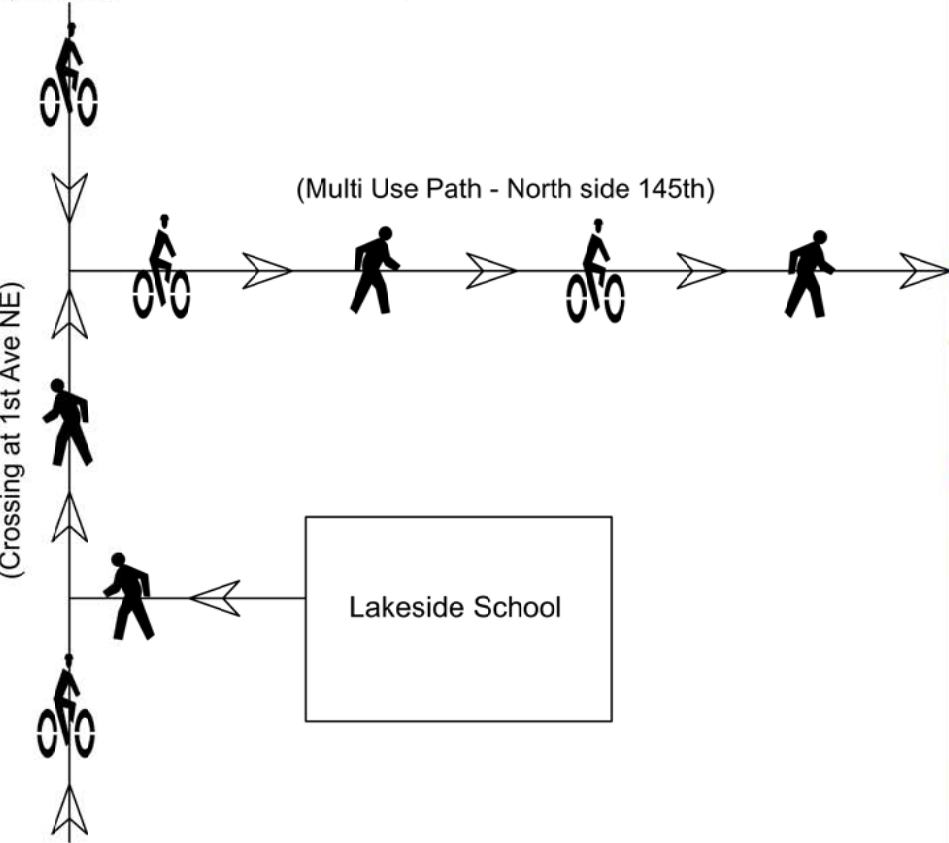 (Multi Use Path - North side 145th)
(Crossing at 1st Ave NE)
Lakeside School